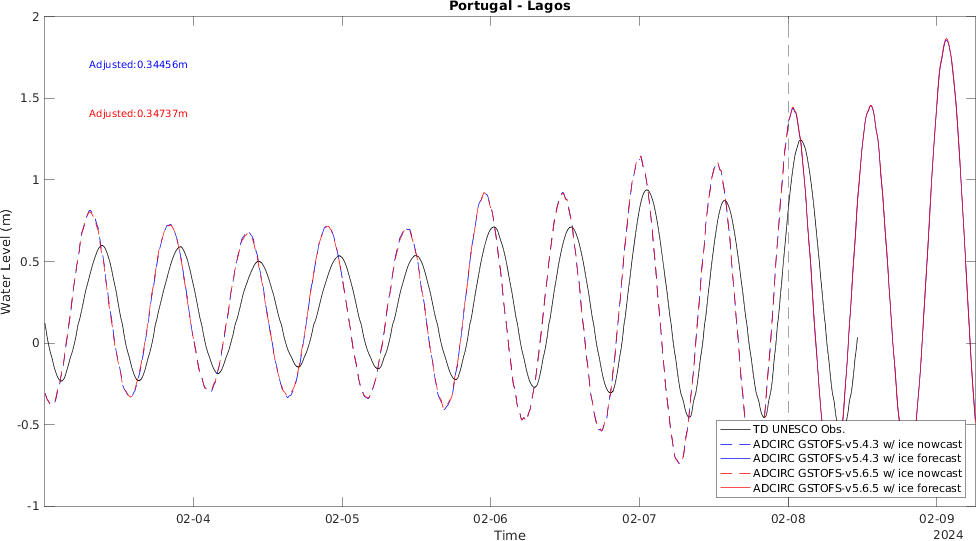 Portugal - Lagos
Adjusted:0.34456m
Adjusted:0.34737m
Water Level (m)
2
1.5
1
0.5
0
-0.5
-1
02-04
02-05
02-06
02-07
02-08
02-09
Time
2024
TD UNESCO Obs.
ADCIRC GSTOFS-v5.4.3 w/ ice nowcast
ADCIRC GSTOFS-v5.4.3 w/ ice forecast
ADCIRC GSTOFS-v5.6.5 w/ ice nowcast
ADCIRC GSTOFS-v5.6.5 w/ ice forecast